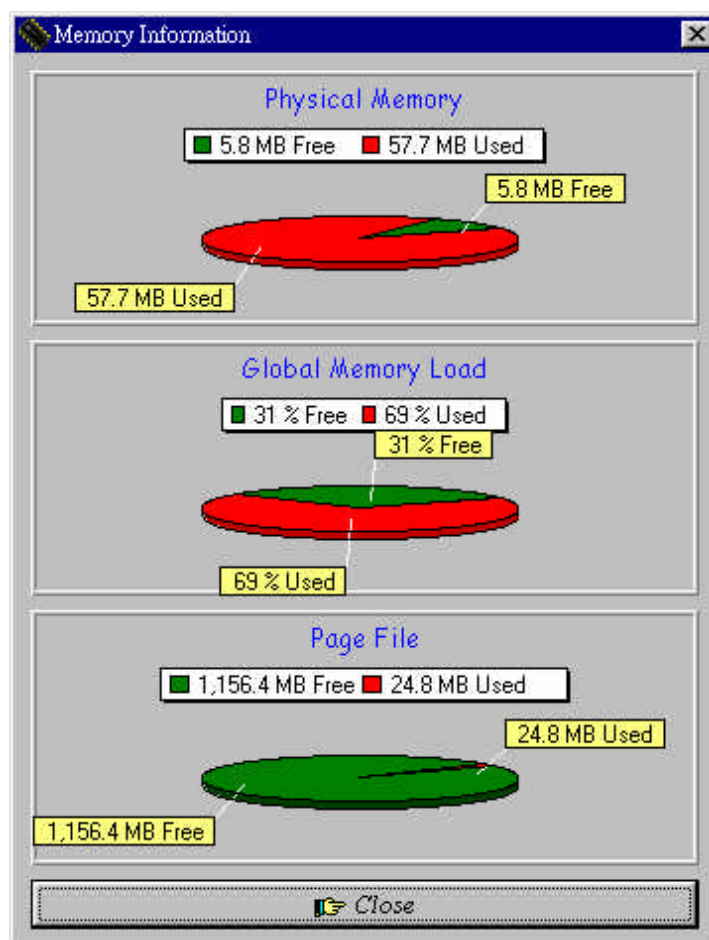 Memory Information
Physical Memory
5.8 MB Free 57.7 MB Used
5.8 MB Free
57.7 MB Used
Global Memory Load
31 % Free 69 % Used
31 % Free
69 % Used
Page File
1,156.4 MB Free 24.8 MB Used
24.8 MB Used
1,156.4 MB Free
Close